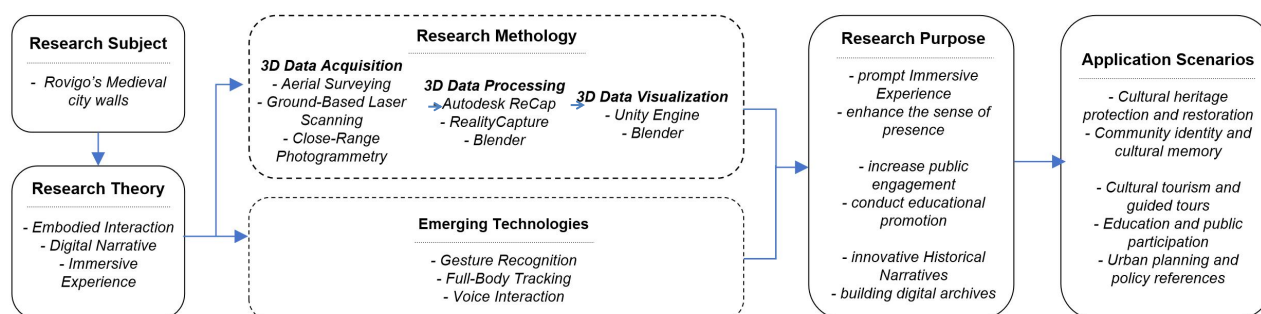 Research Subject
- Rovigo's Medieval
city walls
Research Theory
- Embodied Interaction
- Digital Narrative
- Immersive
Experience
Research Methology
3D Data Acquisition
- Aerial Surveying
- Ground-Based Laser
Scanning
- Close-Range
Photogrammetry
3D Data Processing
- Autodesk ReCap
- RealityCapture
- Blender
3D Data Visualization
- Unity Engine
- Blender
Emerging Technologies
- Gesture Recognition
- Full-Body Tracking
- Voice Interaction
Research Purpose
- prompt Immersive
Experience
- enhance the sense of
presence
- increase public
engagement
- conduct educational
promotion
- innovative Historical
Narratives
- building digital archives
Application Scenarios
- Cultural heritage
protection and restoration
- Community identity and
cultural memory
- Cultural tourism and
guided tours
- Education and public
participation
- Urban planning and
policy references